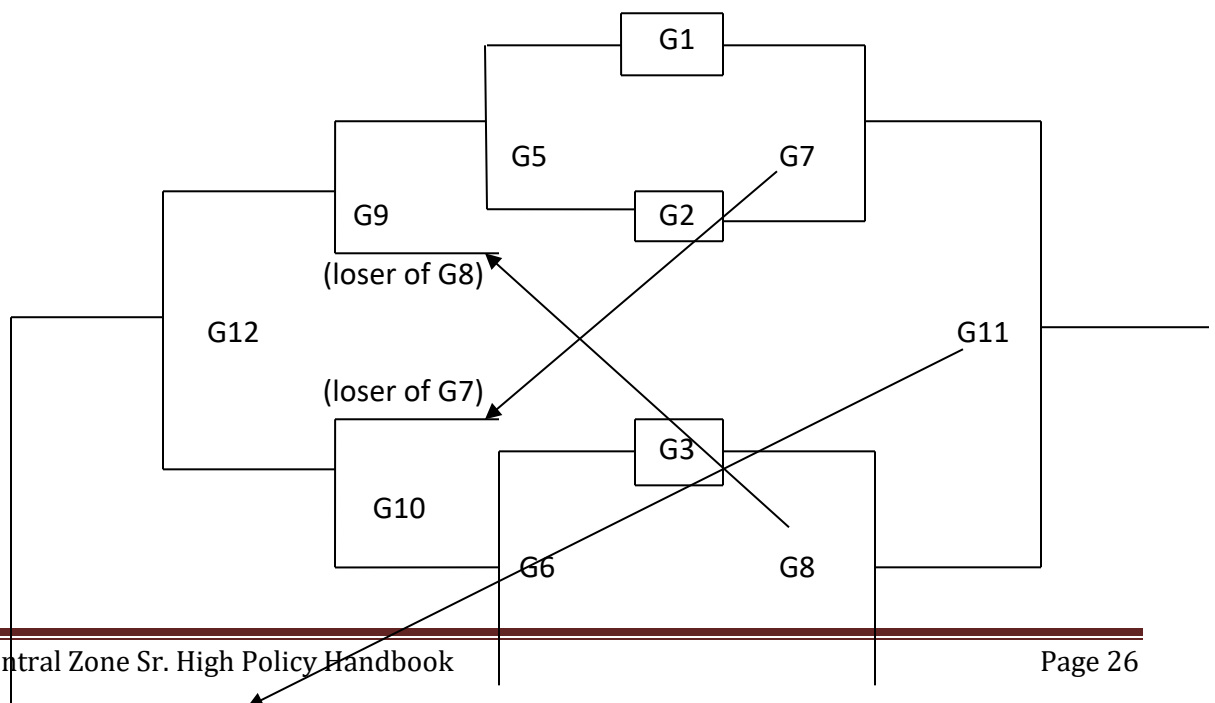 G1
G5
G7
G9
G2
(loser of G8)
G12
G11
(loser of G7)
G3
G10
G6
G8
ntral Zone Sr. High Policy Handbook
Page 26